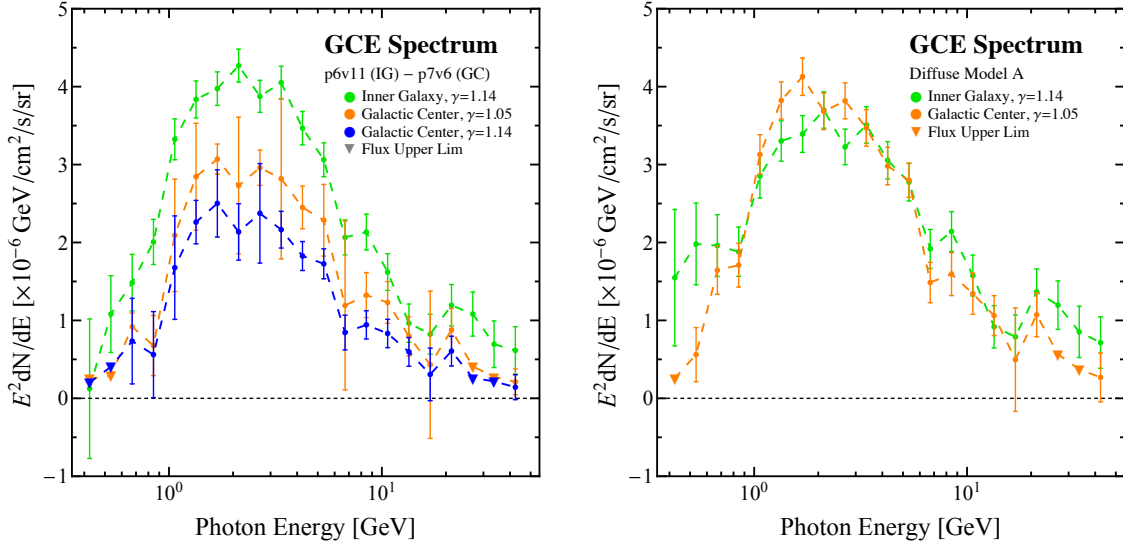 GCE Spectrum
p6v11 (IG) − p7v6 (GC)
Inner Galaxy, γ=1.14
Galactic Center, γ=1.05
Galactic Center, γ=1.14
Flux Upper Lim
5
4
3
2
1
0
−1
10⁰
10¹
E²dN/dE [×10⁻⁶ GeV/cm²/s/sr]
Photon Energy [GeV]
GCE Spectrum
Diffuse Model A
Inner Galaxy, γ=1.14
Galactic Center, γ=1.05
Flux Upper Lim
5
4
3
2
1
0
−1
10⁰
10¹
E²dN/dE [×10⁻⁶ GeV/cm²/s/sr]
Photon Energy [GeV]